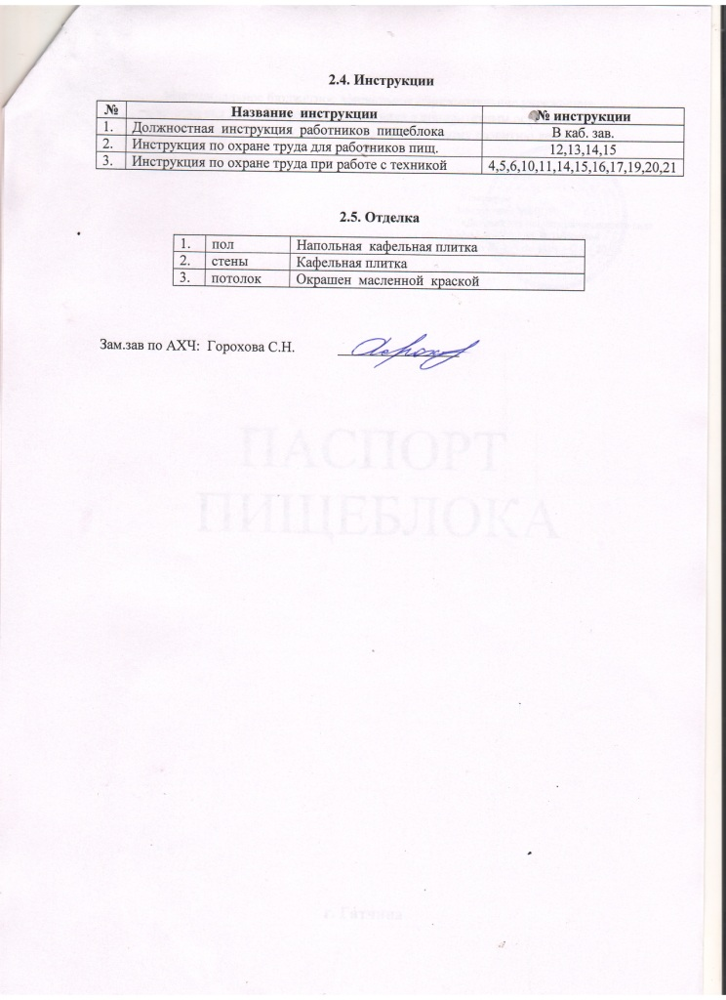 2.4. Инструкции
№ Название инструкции № инструкции
1. Должностная инструкция работников пищеблока В каб. зав.
2. Инструкция по охране труда для работников пищ. 12,13,14,15
3. Инструкция по охране труда при работе с техникой 4,5,6,10,11,14,15,16,17,19,20,21
2.5. Отделка
1. пол Напольная кафельная плитка
2. стены Кафельная плитка
3. потолок Окрашен масленной краской
Зам.зав по АХЧ: Горохова С.Н.
ПАСПОРТ
ПИЩЕБЛОКА
г. Гатчина